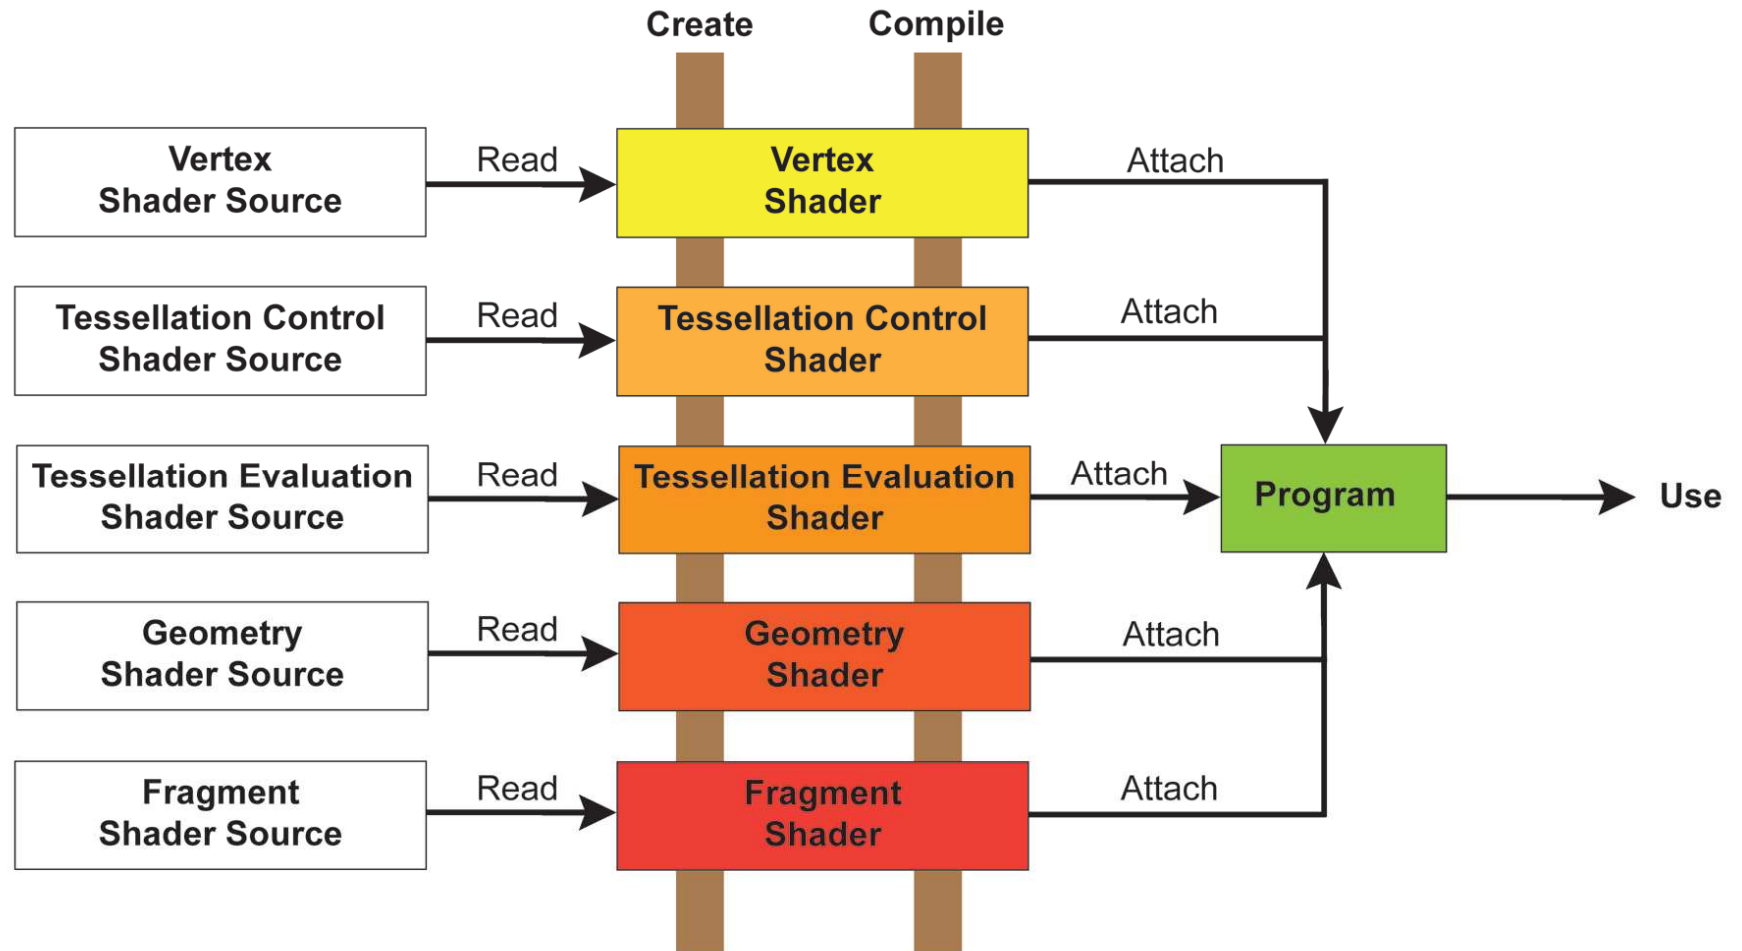 Create
Compile
Vertex
Shader Source
Read
Vertex
Shader
Attach
Tessellation Control
Shader Source
Read
Tessellation Control
Shader
Attach
Tessellation Evaluation
Shader Source
Read
Tessellation Evaluation
Shader
Attach
Program
Use
Geometry
Shader Source
Read
Geometry
Shader
Attach
Fragment
Shader Source
Read
Fragment
Shader
Attach